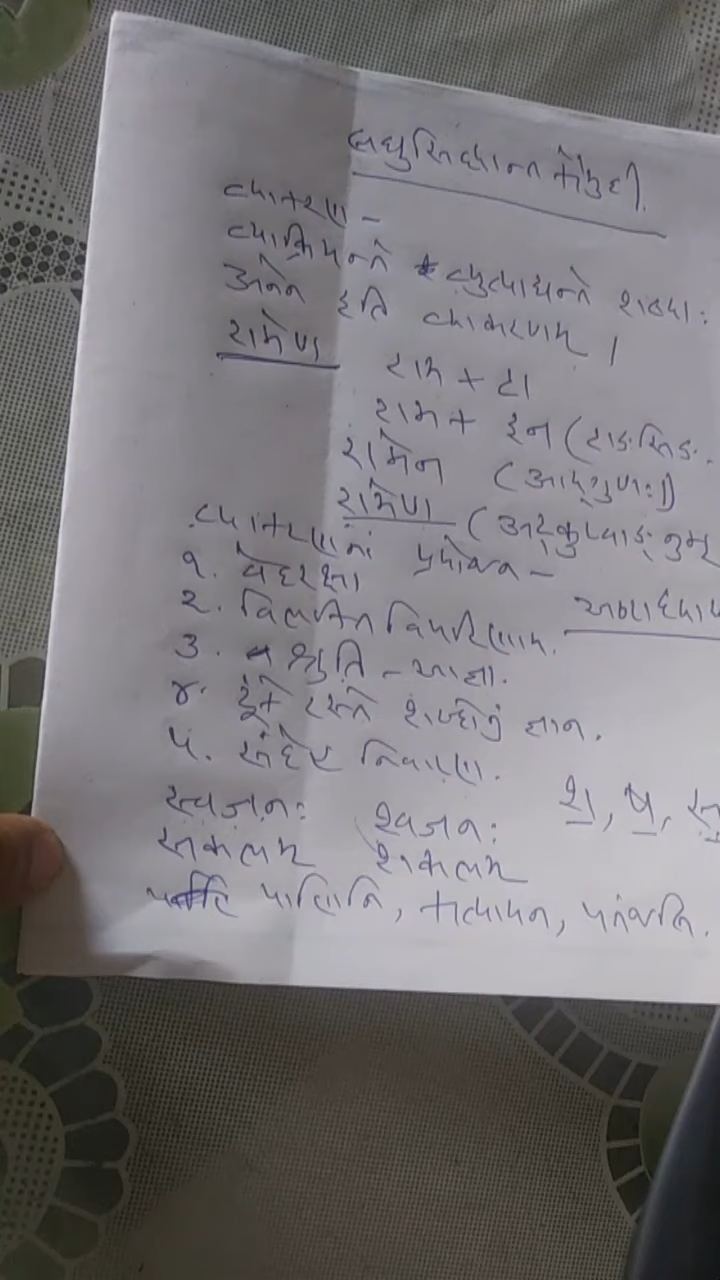 લઘુસિદ્ધાન્ત કૌમુદી.
વ્યાકરણ -
વ્યાક્રિયન્તે વ્યુત્પાદ્યન્તે શબ્દાઃ
અનેન ઇતિ વ્યાકરણમ્ ।
રામેણ
રામ + ટા
રામ + ઇન (ટાઙસિઙ
રામેન (આદ્ગુણઃ)
રામેણ (અટ્કુપ્વાઙ્ નુમ્
વ્યાકરણનાં પ્રયોજન -
૧. વેદરક્ષા
૨. વિભક્તિ વિપરિણામ.
૩. શ્રુતિ - આજ્ઞા.
૪. ટૂંકે રસ્તે શબ્દોનું જ્ઞાન.
૫. સંદેહ નિવારણ.
શ, ષ, સ
સ્વજનઃ શ્વજનઃ
સકલમ્ શકલમ્
પાણિનિ, કાત્યાયન, પતંજલિ.